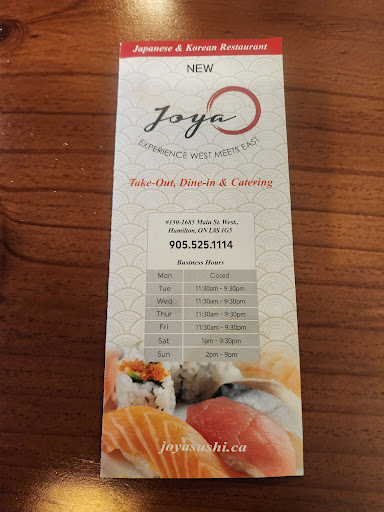 Japanese & Korean Restaurant
NEW
Joya
EXPERIENCE WEST MEETS EAST
Take-Out, Dine-in & Catering
#150-1685 Main St. West.,
Hamilton, ON L8S 1G5
905.525.1114
Business Hours
Mon Closed
Tue 11:30am - 9:30pm
Wed 11:30am - 9:30pm
Thur 11:30am - 9:30pm
Fri 11:30am - 9:30pm
Sat 1pm - 9:30pm
Sun 2pm - 9pm
joyasushi.ca